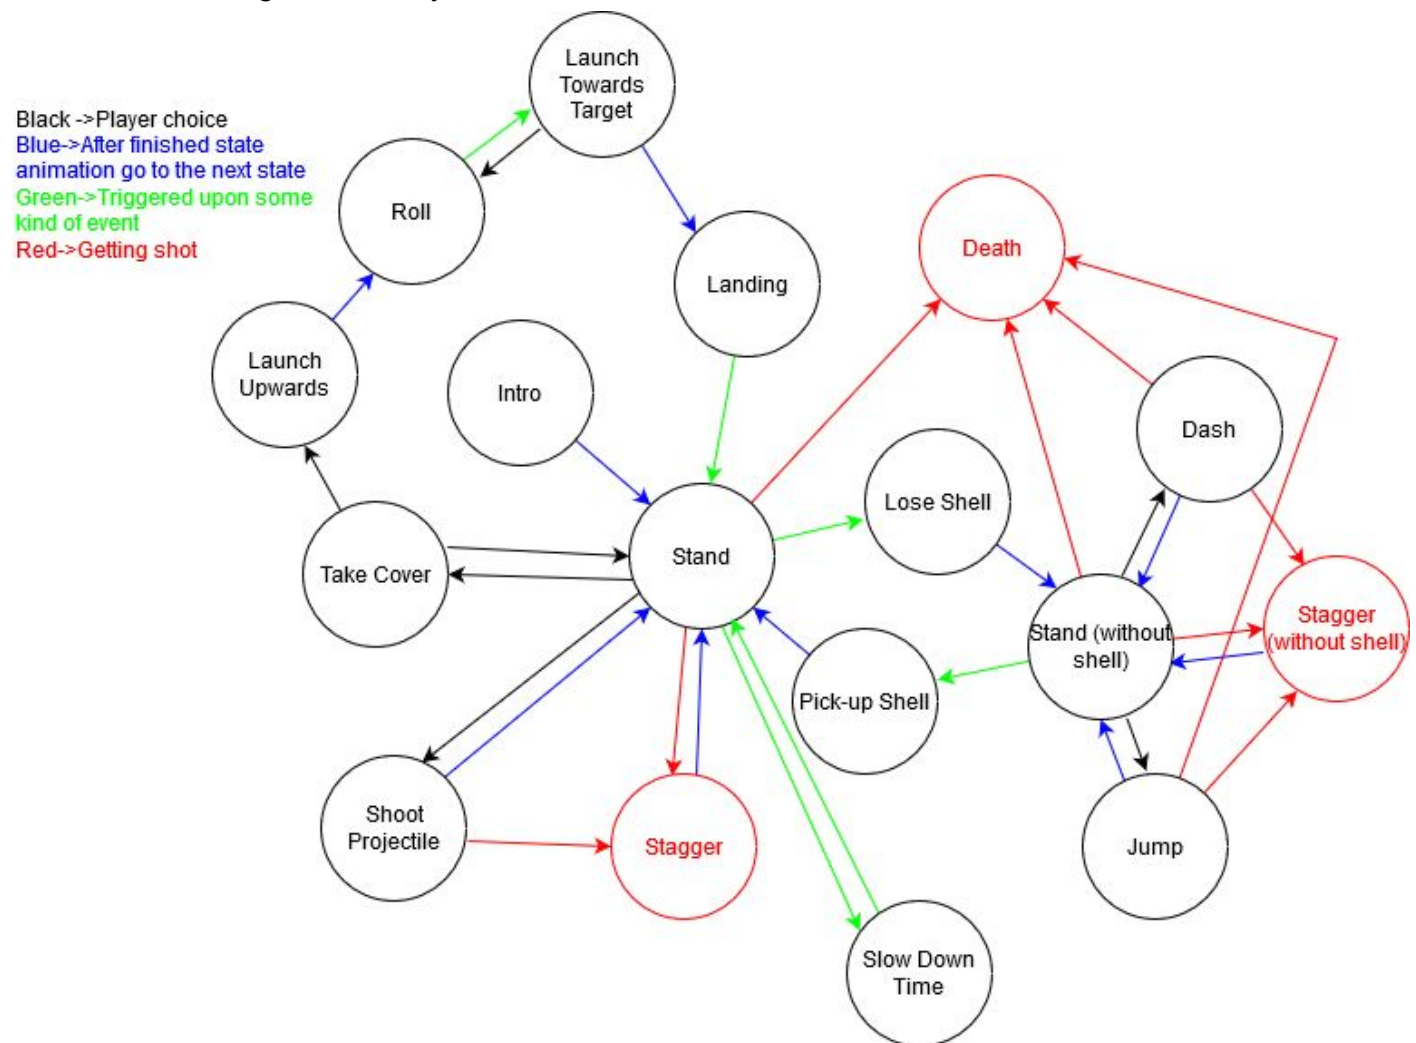 Launch
Towards
Target
Black ->Player choice
Blue->After finished state
animation go to the next state
Green->Triggered upon some
kind of event
Red->Getting shot
Roll
Death
Landing
Launch
Upwards
Intro
Dash
Lose Shell
Stand
Take Cover
Stand (without
shell)
Stagger
(without shell)
Pick-up Shell
Shoot
Projectile
Stagger
Jump
Slow Down
Time